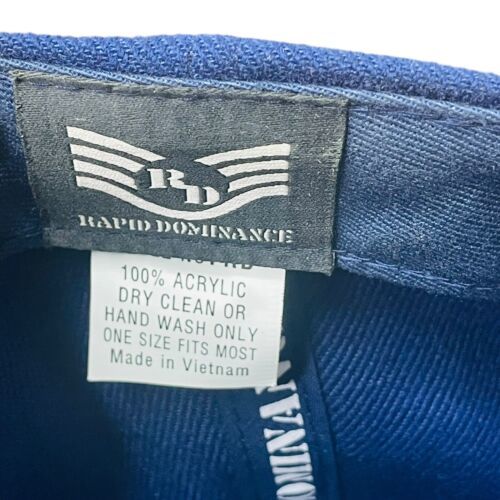 RD
RAPID DOMINANCE
100% ACRYLIC
DRY CLEAN OR
HAND WASH ONLY
ONE SIZE FITS MOST
Made in Vietnam